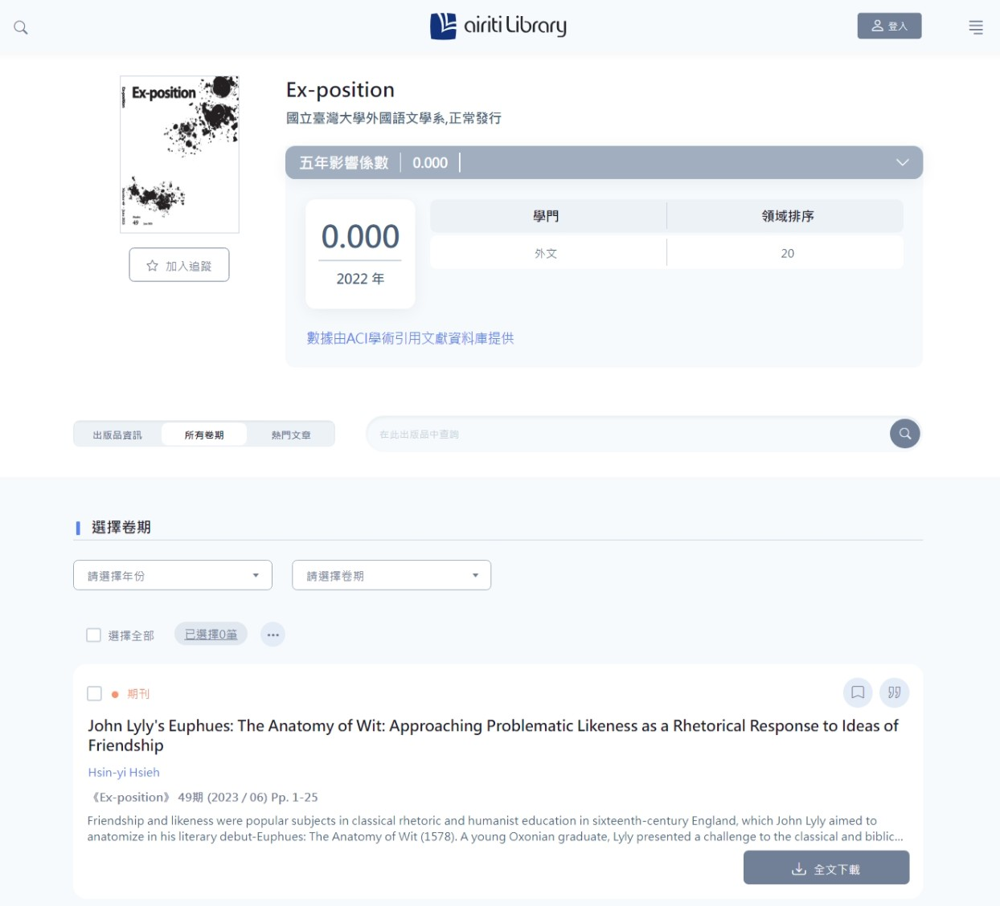 airiti Library
登入
Ex-position
Ex-position
49
Ex-position
國立臺灣大學外國語文學系,正常發行
五年影響係數 0.000
0.000
2022 年
學門 領域排序
外文 20
數據由ACI學術引用文獻資料庫提供
加入追蹤
出版品資訊 所有卷期 熱門文章
在此出版品中查詢
選擇卷期
請選擇年份 請選擇卷期
選擇全部 已選擇0筆
期刊
John Lyly's Euphues: The Anatomy of Wit: Approaching Problematic Likeness as a Rhetorical Response to Ideas of
Friendship
Hsin-yi Hsieh
《Ex-position》 49期 (2023 / 06) Pp. 1-25
Friendship and likeness were popular subjects in classical rhetoric and humanist education in sixteenth-century England, which John Lyly aimed to
anatomize in his literary debut-Euphues: The Anatomy of Wit (1578). A young Oxonian graduate, Lyly presented a challenge to the classical and biblic...
全文下載